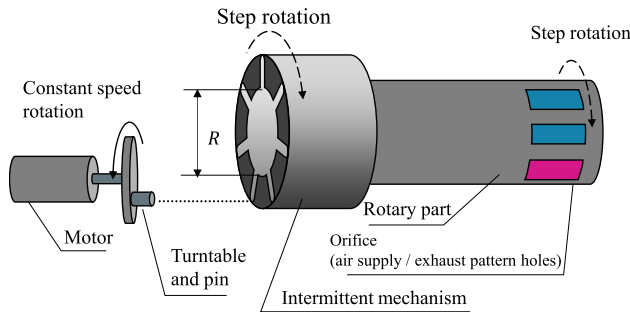 Step rotation
Step rotation
Constant speed
rotation
R
Rotary part
Motor
Orifice
(air supply / exhaust pattern holes)
Turntable
and pin
Intermittent mechanism